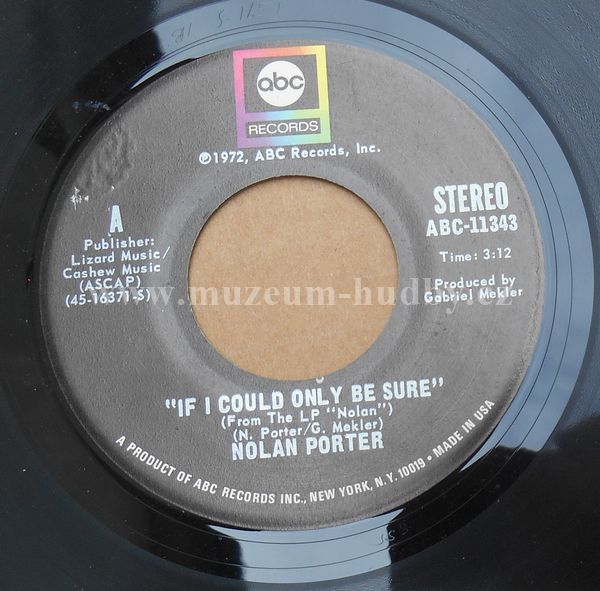 abc
RECORDS
℗1972, ABC Records, Inc.
A
Publisher:
Lizard Music/
Cashew Music
(ASCAP)
(45-16371-S)
STEREO
ABC-11343
Time: 3:12
Produced by
Gabriel Mekler
www.muzeum-hudby.cz
"IF I COULD ONLY BE SURE"
(From The LP "Nolan")
(N. Porter/G. Mekler)
NOLAN PORTER
A PRODUCT OF ABC RECORDS INC., NEW YORK, N.Y. 10019 • MADE IN USA